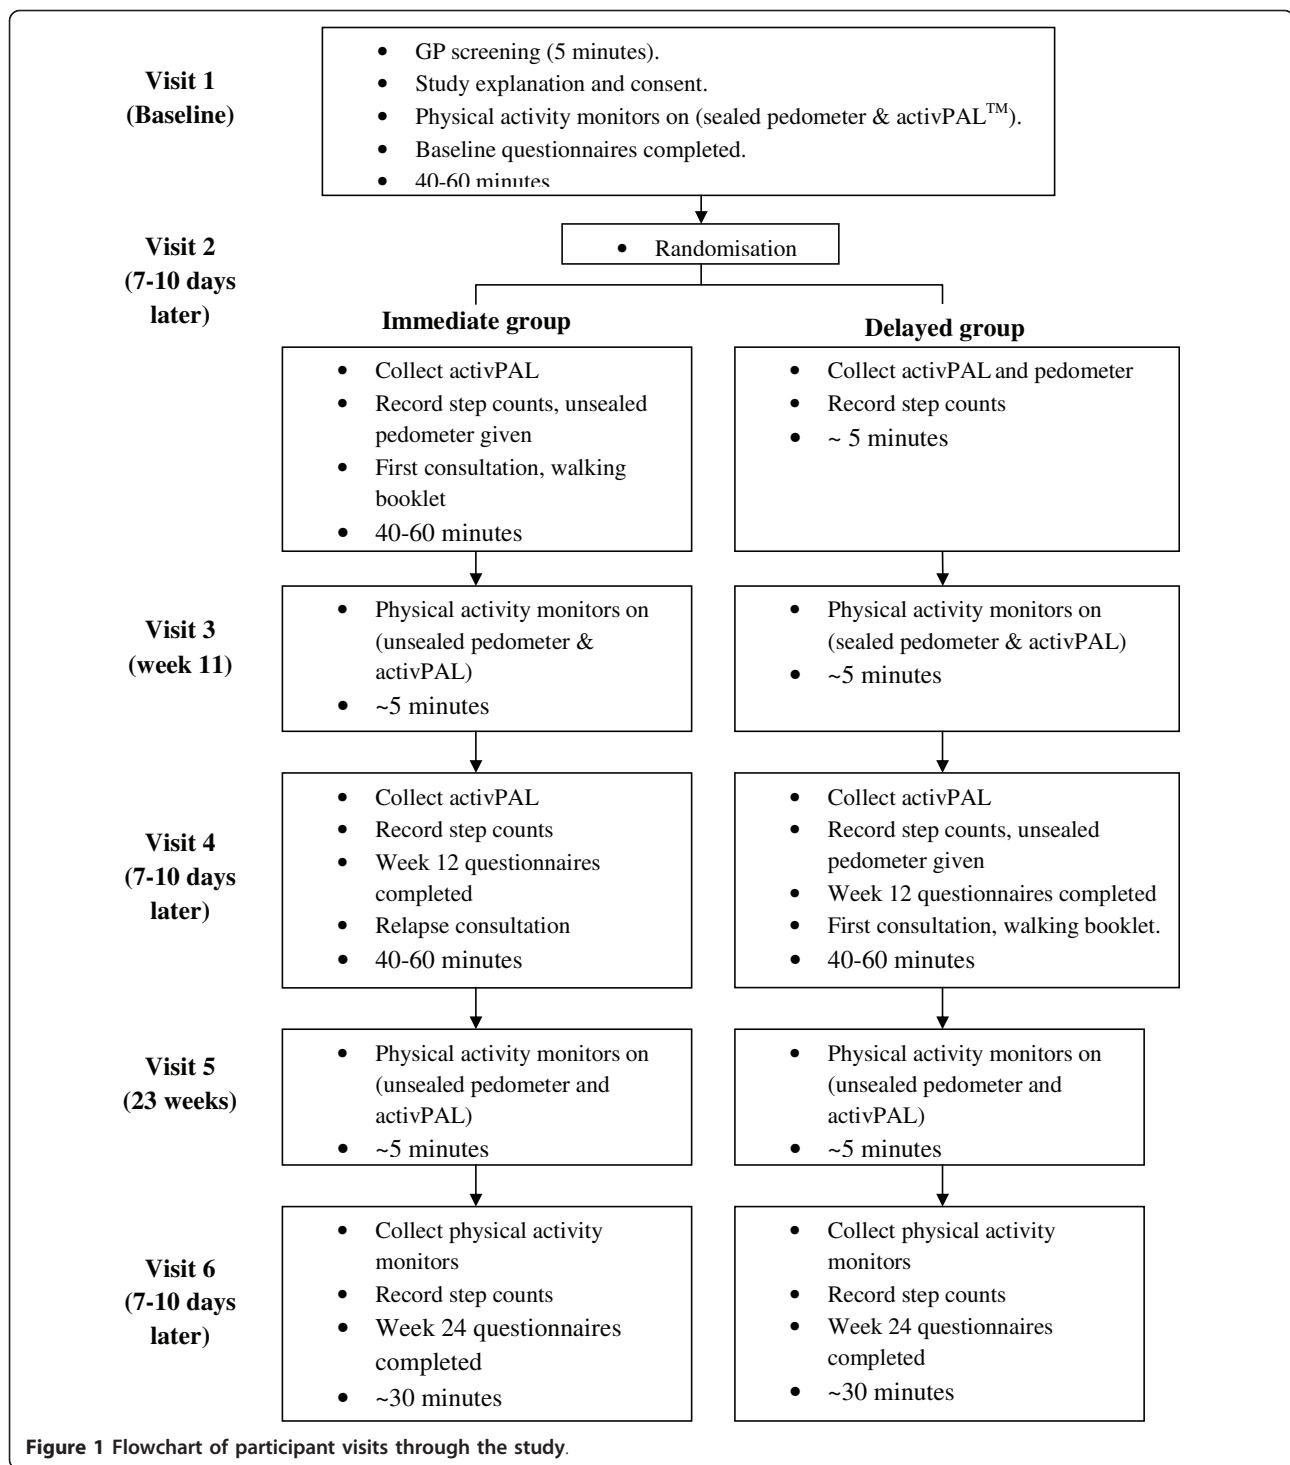 Visit 1
(Baseline)
• GP screening (5 minutes).
• Study explanation and consent.
• Physical activity monitors on (sealed pedometer & activPAL™).
• Baseline questionnaires completed.
• 40-60 minutes
Visit 2
(7-10 days
later)
• Randomisation
Immediate group
• Collect activPAL
• Record step counts, unsealed
pedometer given
• First consultation, walking
booklet
• 40-60 minutes
Delayed group
• Collect activPAL and pedometer
• Record step counts
• ~ 5 minutes
Visit 3
(week 11)
• Physical activity monitors on
(unsealed pedometer &
activPAL)
• ~5 minutes
• Physical activity monitors on
(sealed pedometer & activPAL)
• ~5 minutes
Visit 4
(7-10 days
later)
• Collect activPAL
• Record step counts
• Week 12 questionnaires
completed
• Relapse consultation
• 40-60 minutes
• Collect activPAL
• Record step counts, unsealed
pedometer given
• Week 12 questionnaires completed
• First consultation, walking booklet.
• 40-60 minutes
Visit 5
(23 weeks)
• Physical activity monitors on
(unsealed pedometer and
activPAL)
• ~5 minutes
• Physical activity monitors on
(unsealed pedometer and
activPAL)
• ~5 minutes
Visit 6
(7-10 days
later)
• Collect physical activity
monitors
• Record step counts
• Week 24 questionnaires
completed
• ~30 minutes
• Collect physical activity
monitors
• Record step counts
• Week 24 questionnaires
completed
• ~30 minutes
Figure 1 Flowchart of participant visits through the study.